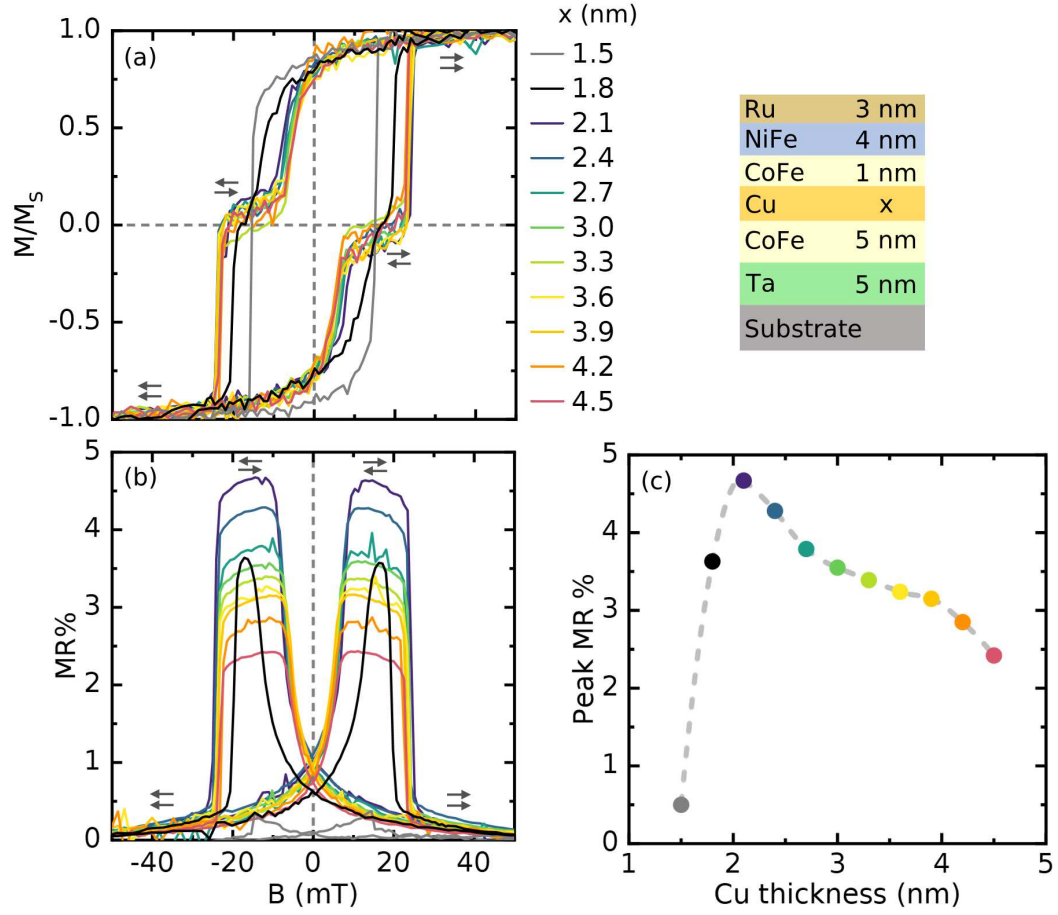 x (nm)
1.5
1.8
2.1
2.4
2.7
3.0
3.3
3.6
3.9
4.2
4.5
(a)
M/M_S
1.0
0.5
0.0
-0.5
-1.0
Ru 3 nm
NiFe 4 nm
CoFe 1 nm
Cu x
CoFe 5 nm
Ta 5 nm
Substrate
(b)
MR%
5
4
3
2
1
0
-40 -20 0 20 40
B (mT)
(c)
Peak MR %
5
4
3
2
1
0
1 2 3 4 5
Cu thickness (nm)